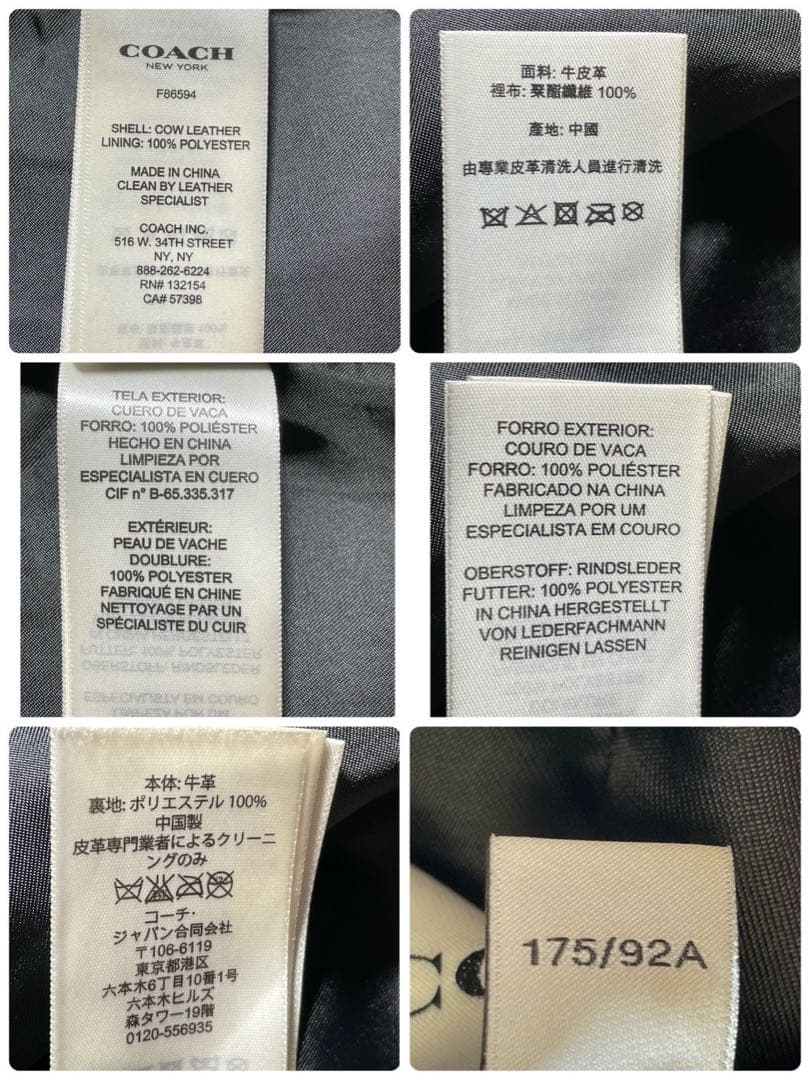 COACH
NEW YORK
F86594
SHELL: COW LEATHER
LINING: 100% POLYESTER
MADE IN CHINA
CLEAN BY LEATHER
SPECIALIST
COACH INC.
516 W. 34TH STREET
NY, NY
888-262-6224
RN# 132154
CA# 57398
面料: 牛皮革
裡布: 聚酯纖維 100%
產地: 中國
由專業皮革清洗人員進行清洗
TELA EXTERIOR:
CUERO DE VACA
FORRO: 100% POLIÉSTER
HECHO EN CHINA
LIMPIEZA POR
ESPECIALISTA EN CUERO
CIF nº B-65.335.317
EXTÉRIEUR:
PEAU DE VACHE
DOUBLURE:
100% POLYESTER
FABRIQUÉ EN CHINE
NETTOYAGE PAR UN
SPÉCIALISTE DU CUIR
FORRO EXTERIOR:
COURO DE VACA
FORRO: 100% POLIÉSTER
FABRICADO NA CHINA
LIMPEZA POR UM
ESPECIALISTA EM COURO
OBERSTOFF: RINDSLEDER
FUTTER: 100% POLYESTER
IN CHINA HERGESTELLT
VON LEDERFACHMANN
REINIGEN LASSEN
本体: 牛革
裏地: ポリエステル 100%
中国製
皮革専門業者によるクリーニ
ングのみ
コーチ・
ジャパン合同会社
〒106-6119
東京都港区
六本木6丁目10番1号
六本木ヒルズ
森タワー19階
0120-556935
175/92A